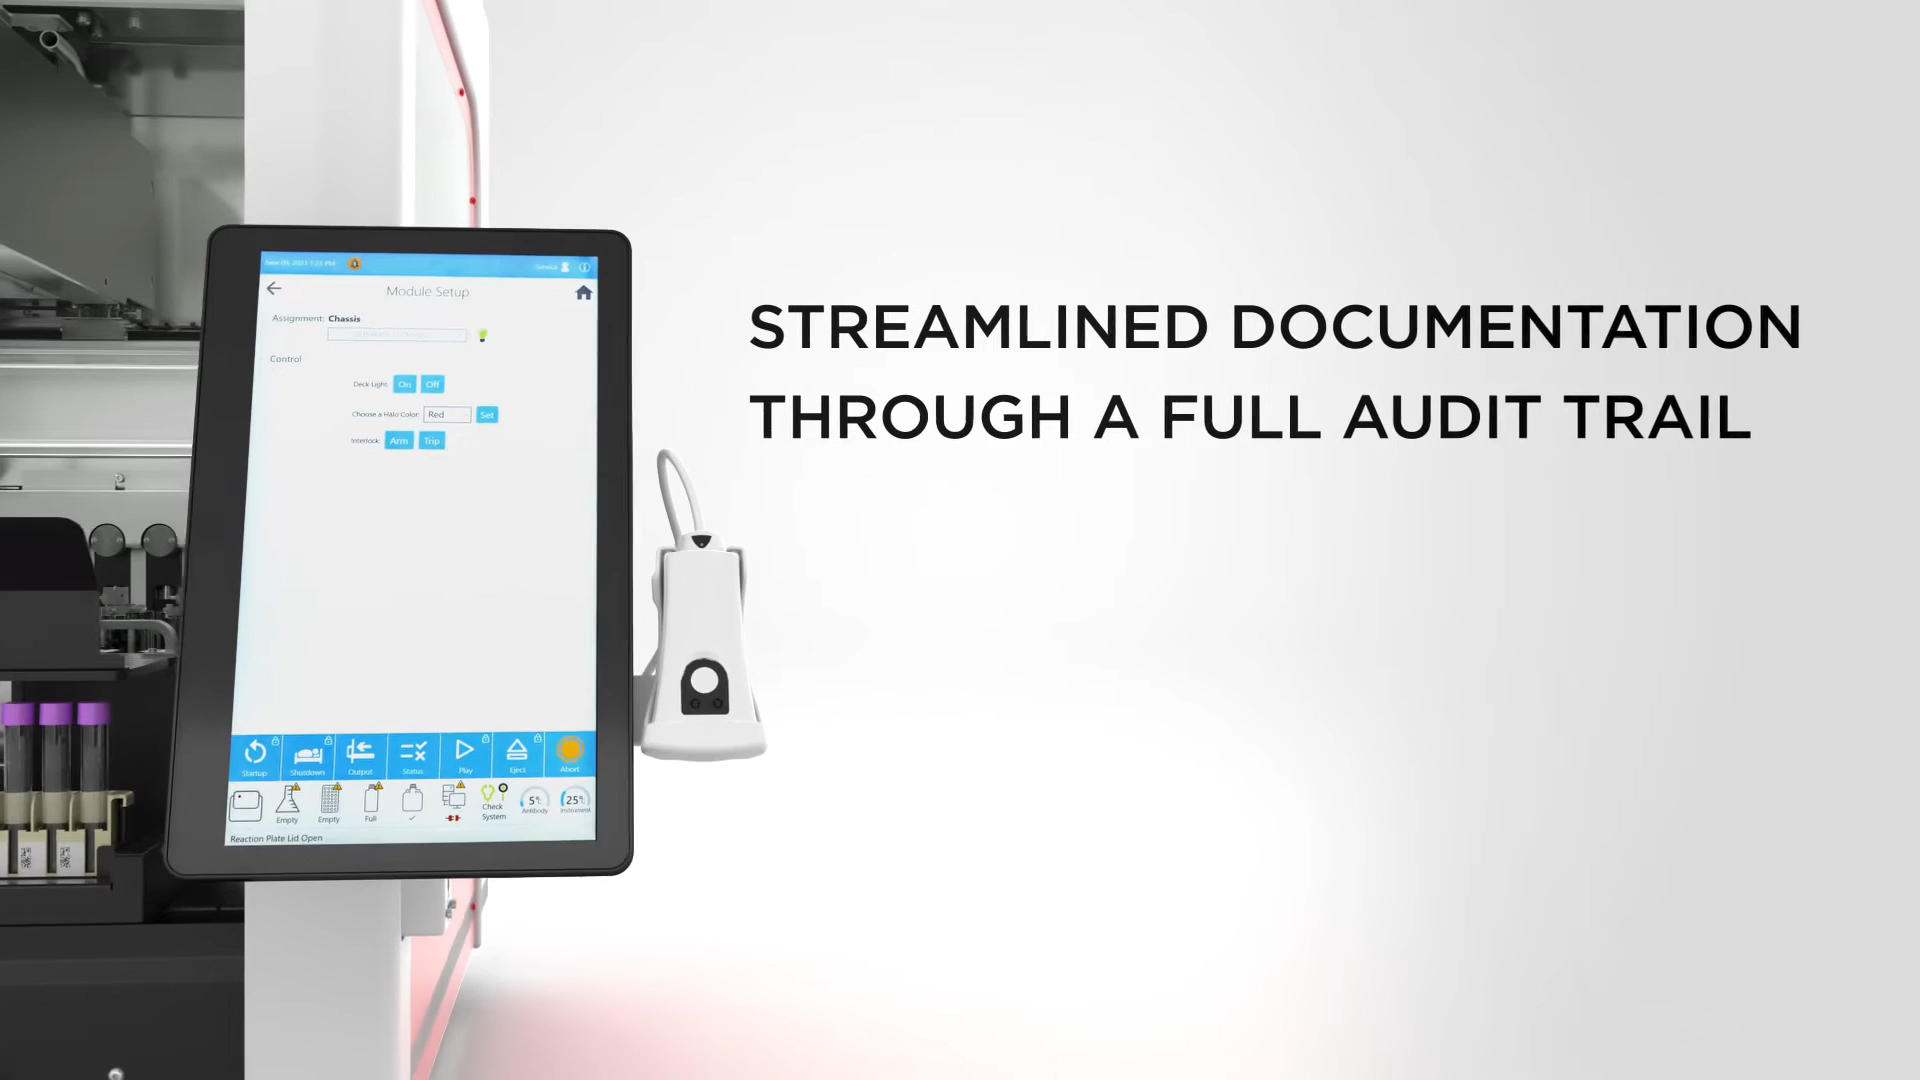 STREAMLINED DOCUMENTATION
THROUGH A FULL AUDIT TRAIL
Module Setup
Assignment: Chassis
Control
Deck Light: On Off
Choose a Halo Color: Red Set
Interlock: Arm Trip
Startup Shutdown Output Status Play Eject Abort
Empty Empty Full Check System 5°c Antibody 25°c Instrument
Reaction Plate Lid Open